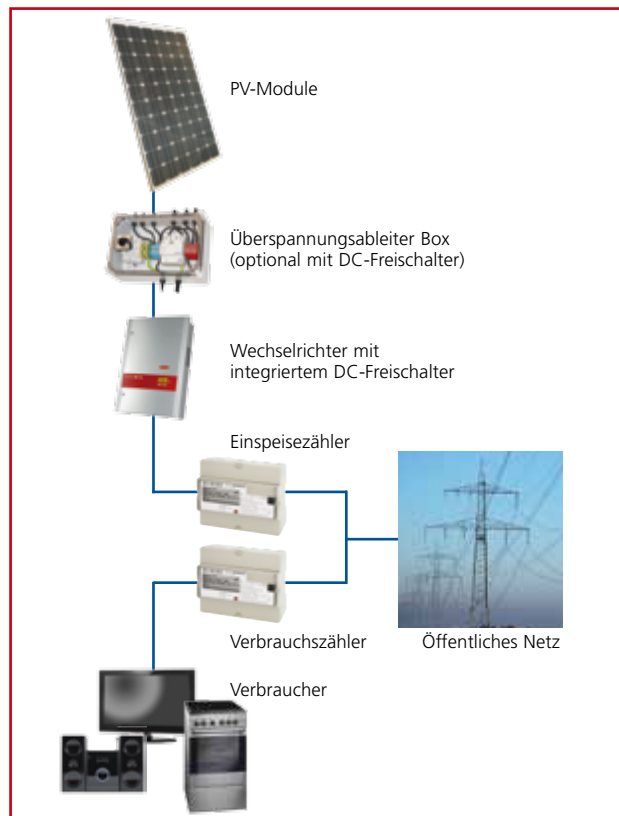 PV-Module
Überspannungsableiter Box
(optional mit DC-Freischalter)
Wechselrichter mit
integriertem DC-Freischalter
Einspeisezähler
Verbrauchszähler
Öffentliches Netz
Verbraucher